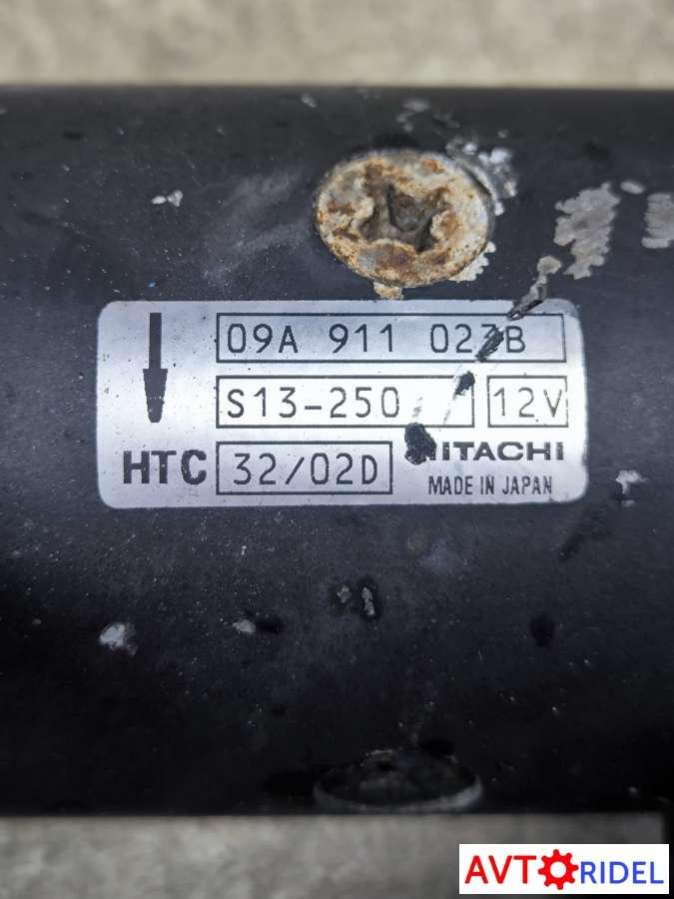 09A 911 023B
S13-250 12V
HTC 32/02D HITACHI
MADE IN JAPAN
AVTORIDEL